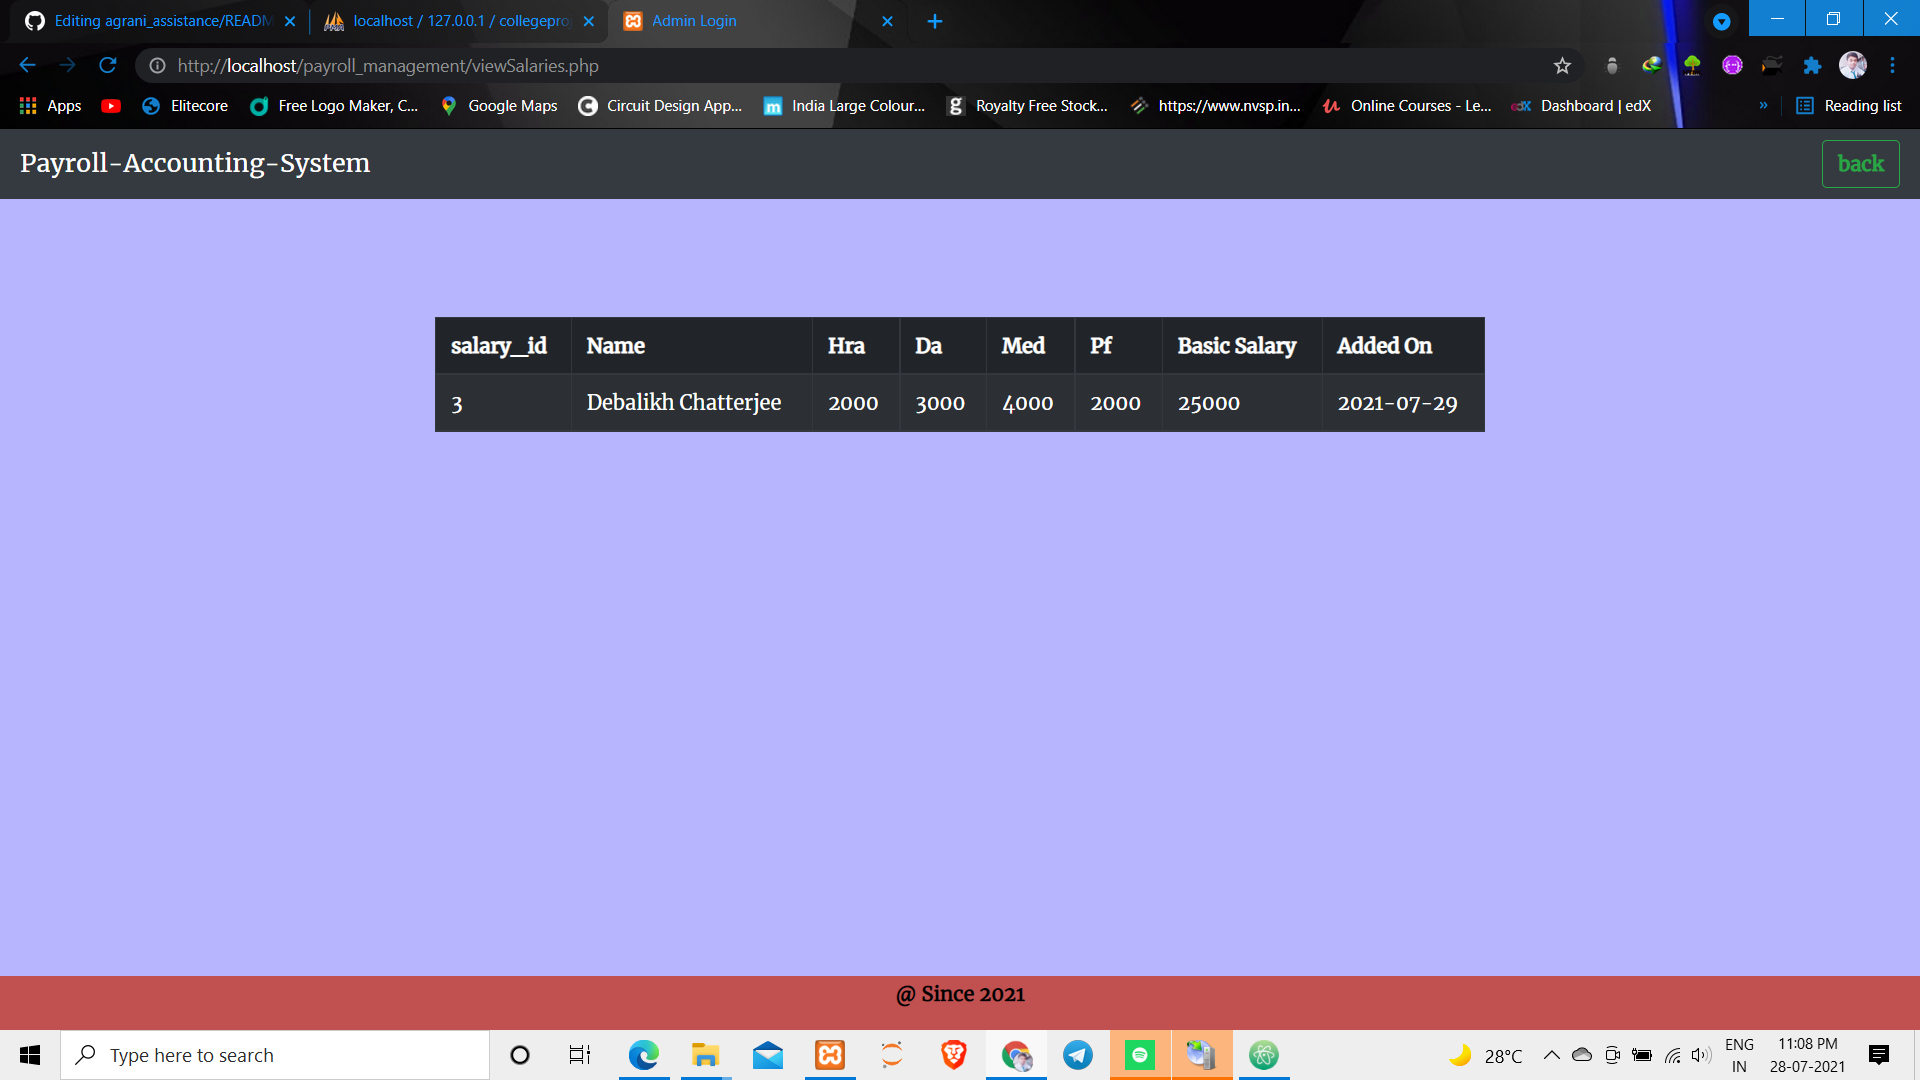 Editing agrani_assistance/READM
localhost / 127.0.0.1 / collegepro
Admin Login
http://localhost/payroll_management/viewSalaries.php
Apps
Elitecore
Free Logo Maker, C...
Google Maps
Circuit Design App...
India Large Colour...
Royalty Free Stock...
https://www.nvsp.in...
Online Courses - Le...
Dashboard | edX
»
Reading list
Payroll-Accounting-System
back
salary_id Name Hra Da Med Pf Basic Salary Added On
3 Debalikh Chatterjee 2000 3000 4000 2000 25000 2021-07-29
@ Since 2021
Type here to search
28°C
ENG
IN
11:08 PM
28-07-2021